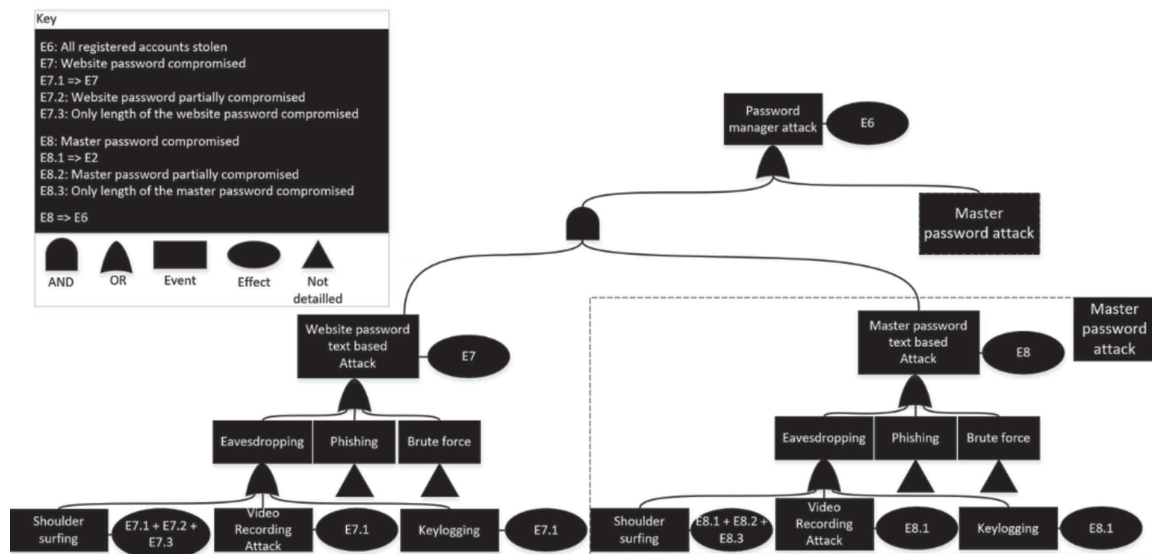 Key
E6: All registered accounts stolen
E7: Website password compromised
E7.1 => E7
E7.2: Website password partially compromised
E7.3: Only length of the website password compromised
E8: Master password compromised
E8.1 => E2
E8.2: Master password partially compromised
E8.3: Only length of the master password compromised
E8 => E6
AND
OR
Event
Effect
Not
detailled
Password
manager attack
E6
Master
password attack
Website password
text based
Attack
E7
Master password
text based
Attack
E8
Master
password
attack
Eavesdropping
Phishing
Brute force
Eavesdropping
Phishing
Brute force
Shoulder
surfing
E7.1 + E7.2 +
E7.3
Video
Recording
Attack
E7.1
Keylogging
E7.1
Shoulder
surfing
E8.1 + E8.2 +
E8.3
Video
Recording
Attack
E8.1
Keylogging
E8.1